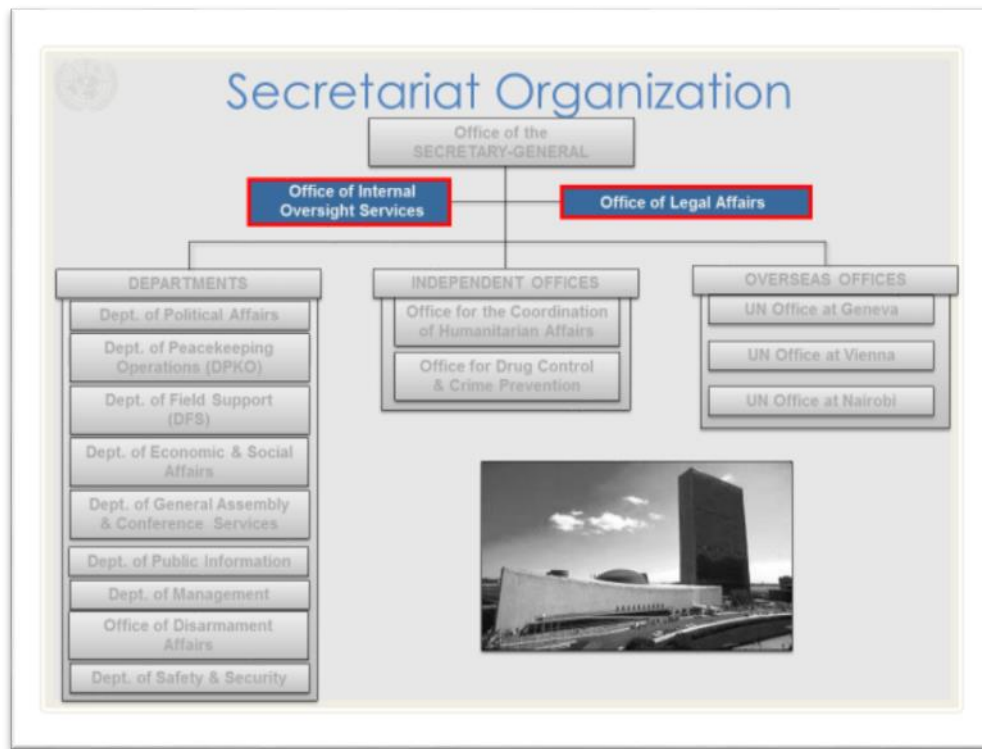 Secretariat Organization
Office of the
SECRETARY-GENERAL
Office of Internal
Oversight Services
Office of Legal Affairs
DEPARTMENTS
Dept. of Political Affairs
Dept. of Peacekeeping
Operations (DPKO)
Dept. of Field Support
(DFS)
Dept. of Economic & Social
Affairs
Dept. of General Assembly
& Conference Services
Dept. of Public Information
Dept. of Management
Office of Disarmament
Affairs
Dept. of Safety & Security
INDEPENDENT OFFICES
Office for the Coordination
of Humanitarian Affairs
Office for Drug Control
& Crime Prevention
OVERSEAS OFFICES
UN Office at Geneva
UN Office at Vienna
UN Office at Nairobi